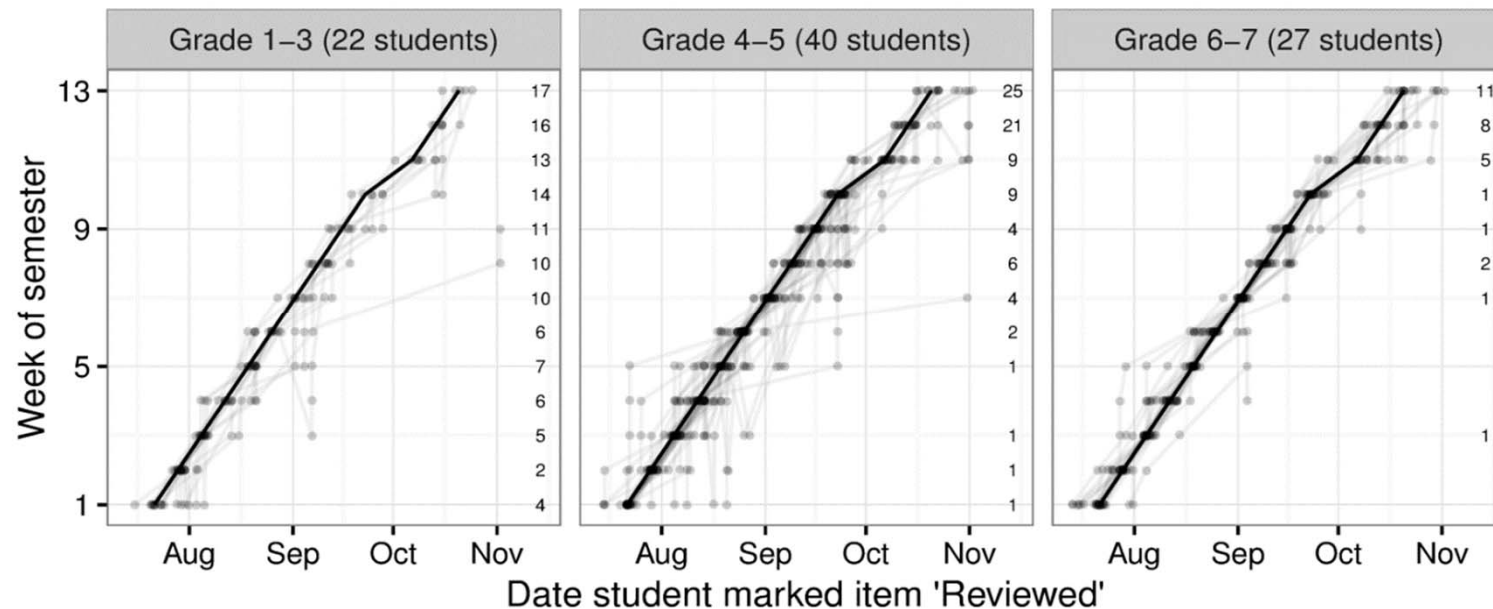 Grade 1–3 (22 students) Grade 4–5 (40 students) Grade 6–7 (27 students)
13 17 25 11
16 21 8
13 9 5
14 9 1
9 11 4 1
10 6 2
10 4 1
6 2
5 7 1
6
5 1 1
2 1
1 4 1
Aug Sep Oct Nov Aug Sep Oct Nov Aug Sep Oct Nov
Week of semester
Date student marked item 'Reviewed'